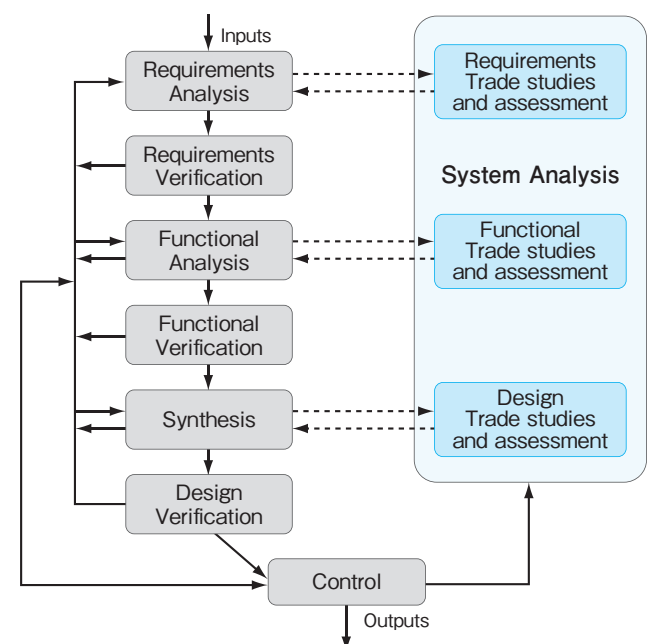 Inputs
Requirements
Analysis
Requirements
Verification
Functional
Analysis
Functional
Verification
Synthesis
Design
Verification
Control
Outputs
Requirements
Trade studies
and assessment
System Analysis
Functional
Trade studies
and assessment
Design
Trade studies
and assessment